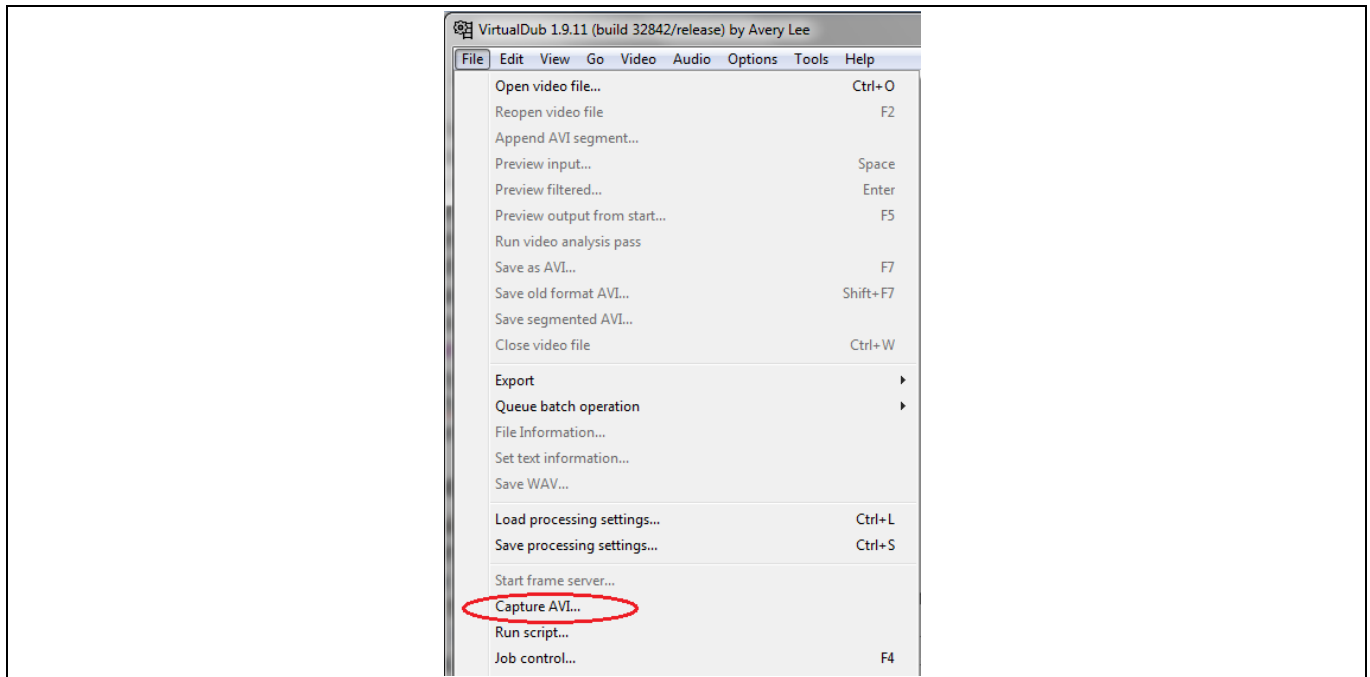 VirtualDub 1.9.11 (build 32842/release) by Avery Lee
File Edit View Go Video Audio Options Tools Help
Open video file... Ctrl+O
Reopen video file F2
Append AVI segment...
Preview input... Space
Preview filtered... Enter
Preview output from start... F5
Run video analysis pass
Save as AVI... F7
Save old format AVI... Shift+F7
Save segmented AVI...
Close video file Ctrl+W
Export
Queue batch operation
File Information...
Set text information...
Save WAV...
Load processing settings... Ctrl+L
Save processing settings... Ctrl+S
Start frame server...
Capture AVI...
Run script...
Job control... F4